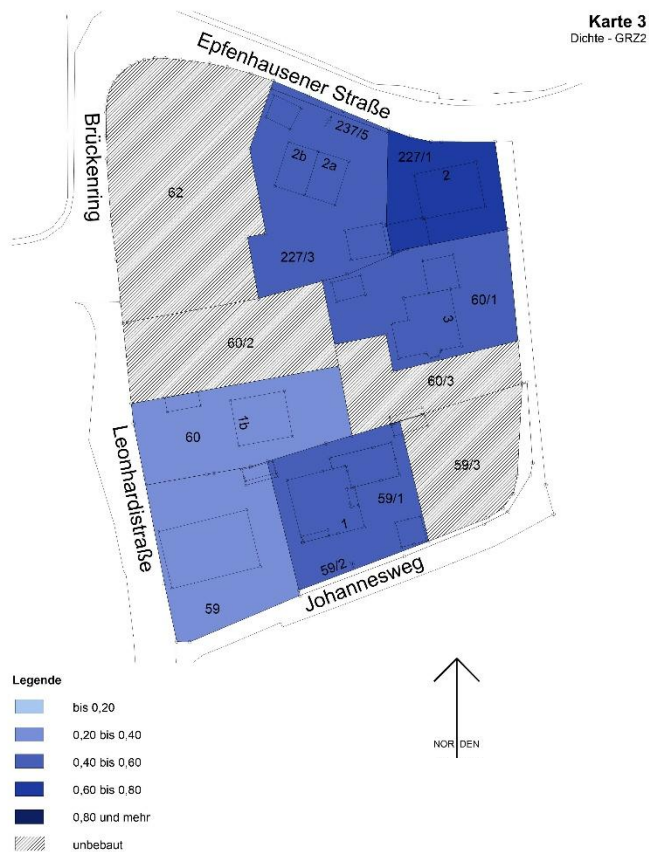 Karte 3
Dichte - GRZ2
Epfenhausener Straße
Brückenring
237/5
227/1
2b
2a
2
62
227/3
60/1
3
60/2
60/3
1b
60
59/3
59/1
1
59/2
59
Leonhardistraße
Johannesweg
Legende
bis 0,20
0,20 bis 0,40
0,40 bis 0,60
0,60 bis 0,80
0,80 und mehr
unbebaut
NORDEN